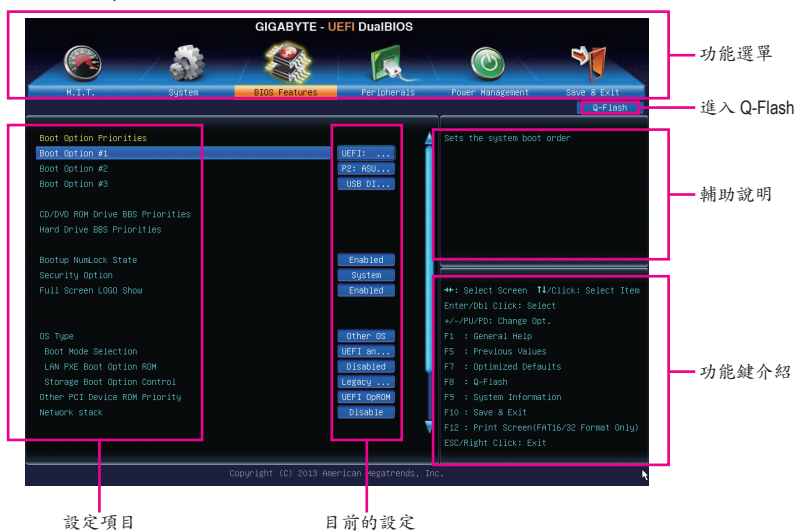 GIGABYTE - UEFI DualBIOS
M.I.T. System BIOS Features Peripherals Power Management Save & Exit
功能選單
Q-Flash
進入 Q-Flash
Boot Option Priorities
Boot Option #1 UEFI: ...
Boot Option #2 P2: ASU...
Boot Option #3 USB DI...
CD/DVD ROM Drive BBS Priorities
Hard Drive BBS Priorities
Bootup NumLock State Enabled
Security Option System
Full Screen LOGO Show Enabled
OS Type Other OS
Boot Mode Selection UEFI an...
LAN PXE Boot Option ROM Disabled
Storage Boot Option Control Legacy ...
Other PCI Device ROM Priority UEFI OpROM
Network stack Disable
Sets the system boot order
輔助說明
→←: Select Screen ↑↓/Click: Select Item
Enter/Dbl Click: Select
+/-/PU/PD: Change Opt.
F1 : General Help
F5 : Previous Values
F7 : Optimized Defaults
F8 : Q-Flash
F9 : System Information
F10 : Save & Exit
F12 : Print Screen(FAT16/32 Format Only)
ESC/Right Click: Exit
功能鍵介紹
Copyright (C) 2013 American Megatrends, Inc.
設定項目
目前的設定